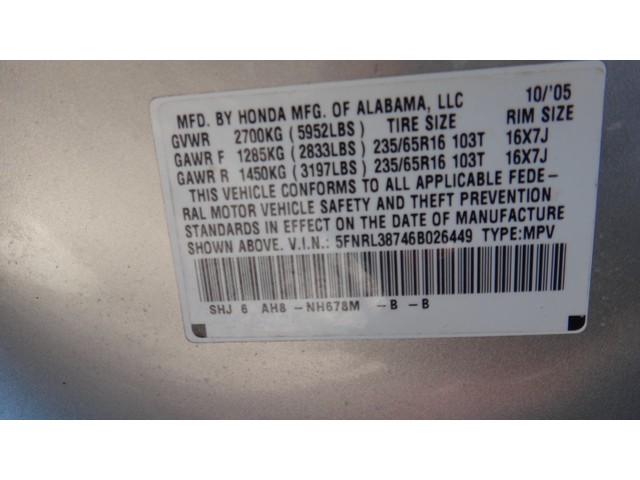 MFD. BY HONDA MFG. OF ALABAMA, LLC 10/'05
GVWR 2700KG (5952LBS) TIRE SIZE RIM SIZE
GAWR F 1285KG (2833LBS) 235/65R16 103T 16X7J
GAWR R 1450KG (3197LBS) 235/65R16 103T 16X7J
THIS VEHICLE CONFORMS TO ALL APPLICABLE FEDE-
RAL MOTOR VEHICLE SAFETY AND THEFT PREVENTION
STANDARDS IN EFFECT ON THE DATE OF MANUFACTURE
SHOWN ABOVE. V.I.N.: 5FNRL38746B026449 TYPE:MPV
SHJ 6 AH8 - NH678M - B - B